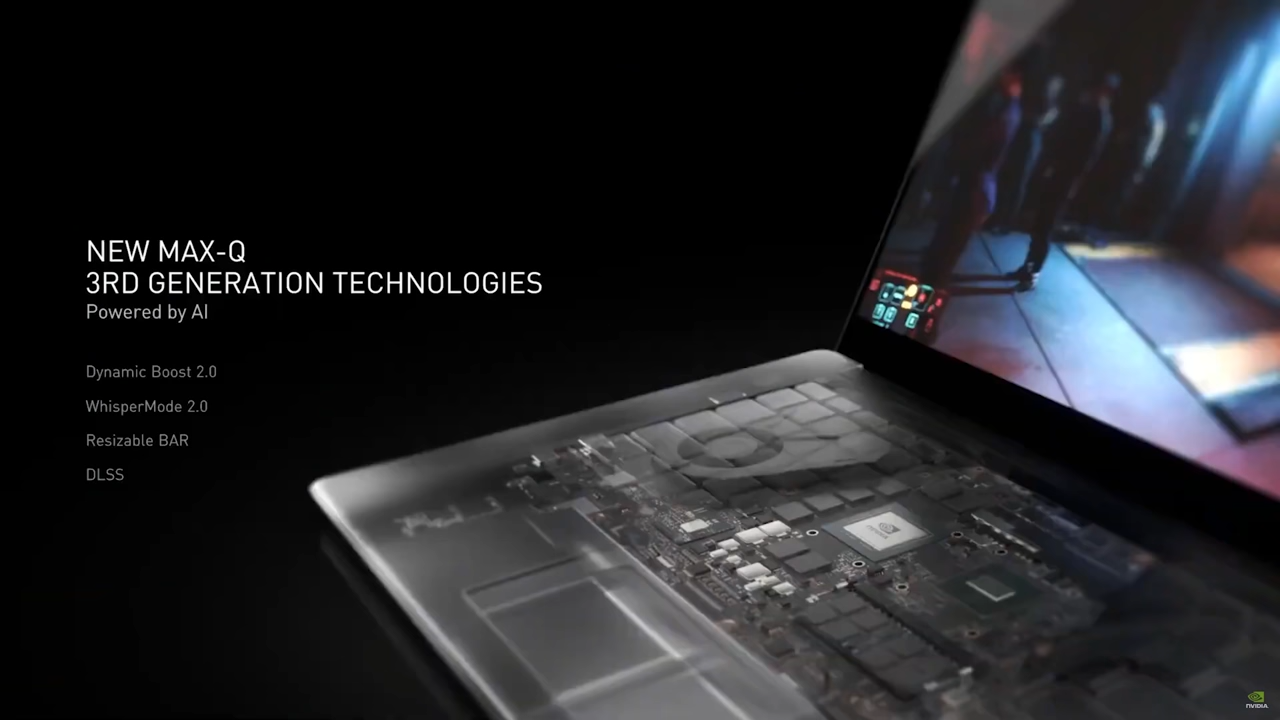 NEW MAX-Q
3RD GENERATION TECHNOLOGIES
Powered by AI
Dynamic Boost 2.0
WhisperMode 2.0
Resizable BAR
DLSS
NVIDIA
NVIDIA